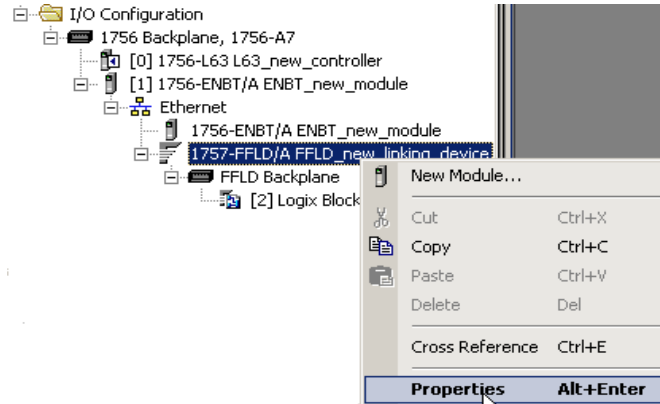 I/O Configuration
1756 Backplane, 1756-A7
[0] 1756-L63 L63_new_controller
[1] 1756-ENBT/A ENBT_new_module
Ethernet
1756-ENBT/A ENBT_new_module
1757-FFLD/A FFLD_new_linking_device
FFLD Backplane
[2] Logix Block
New Module...
Cut Ctrl+X
Copy Ctrl+C
Paste Ctrl+V
Delete Del
Cross Reference Ctrl+E
Properties Alt+Enter